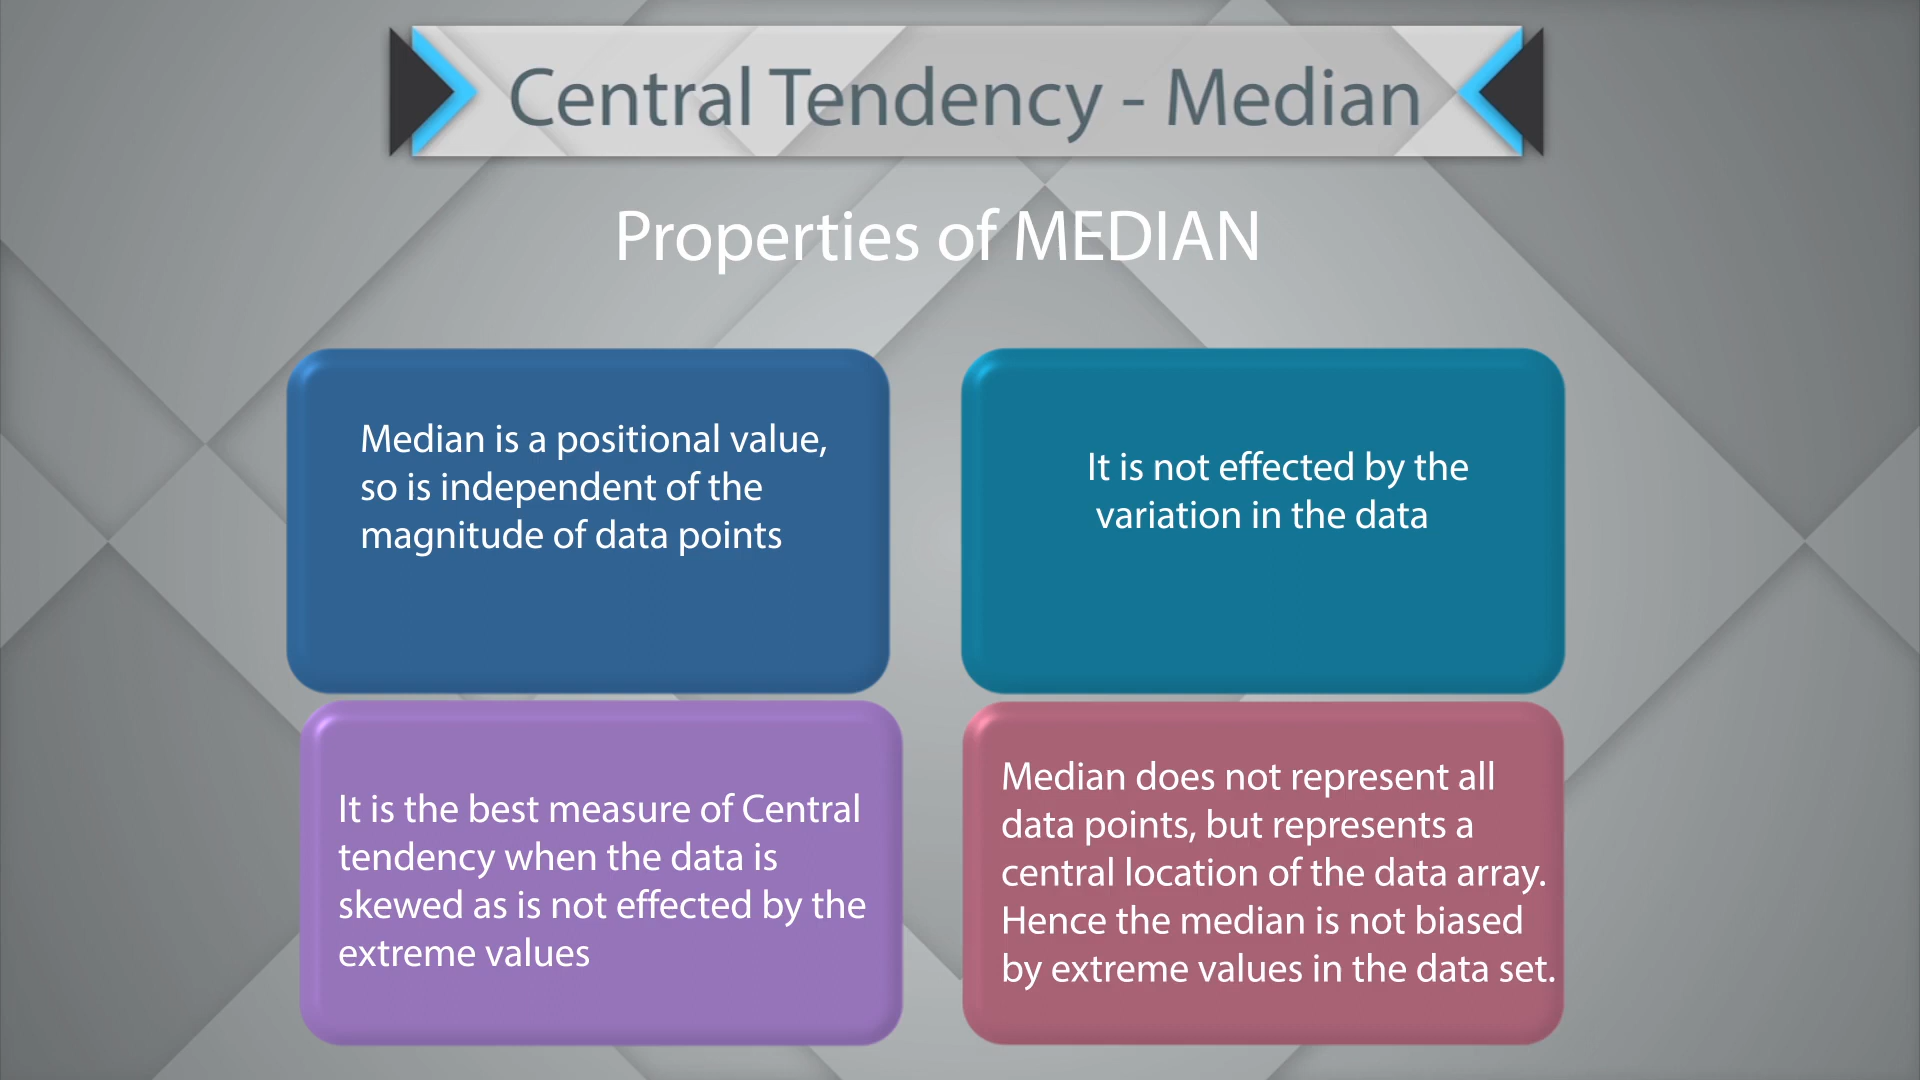 Central Tendency - Median
Properties of MEDIAN
Median is a positional value,
so is independent of the
magnitude of data points
It is not effected by the
variation in the data
It is the best measure of Central
tendency when the data is
skewed as is not effected by the
extreme values
Median does not represent all
data points, but represents a
central location of the data array.
Hence the median is not biased
by extreme values in the data set.